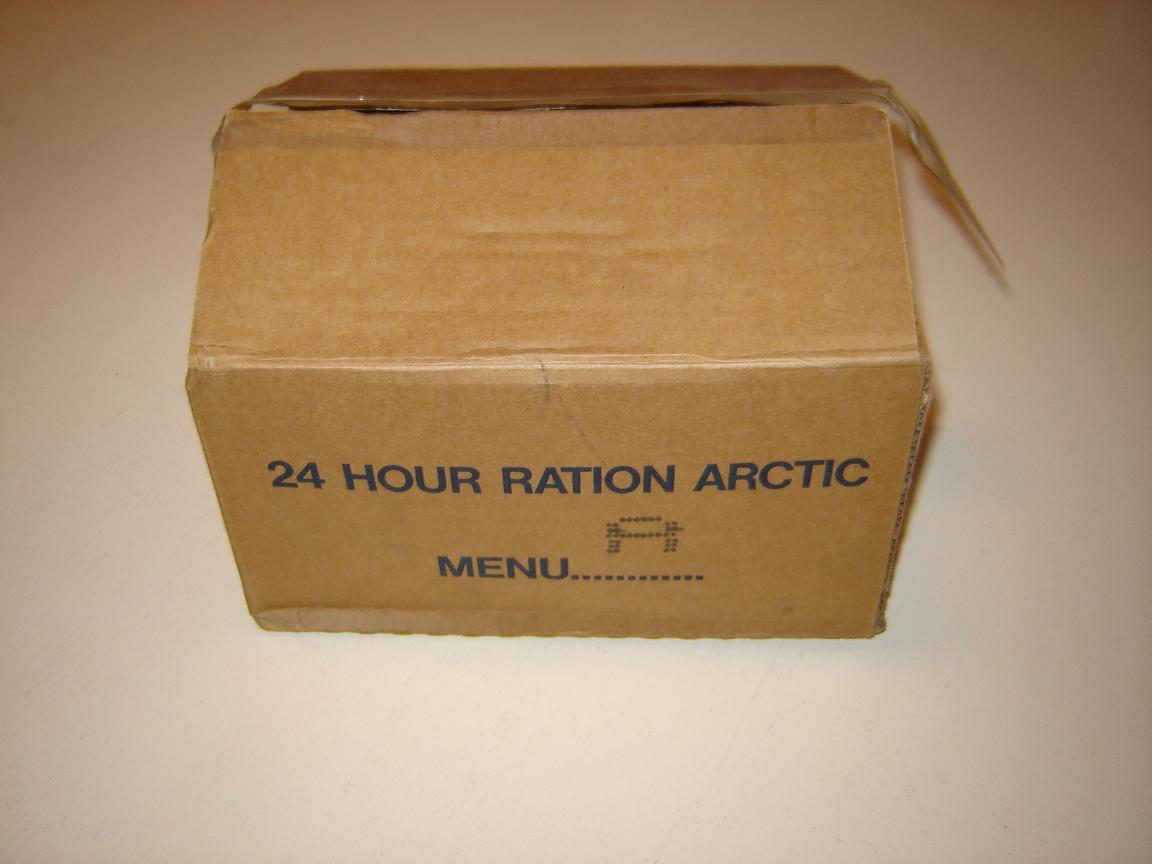 24 HOUR RATION ARCTIC
A
MENU............